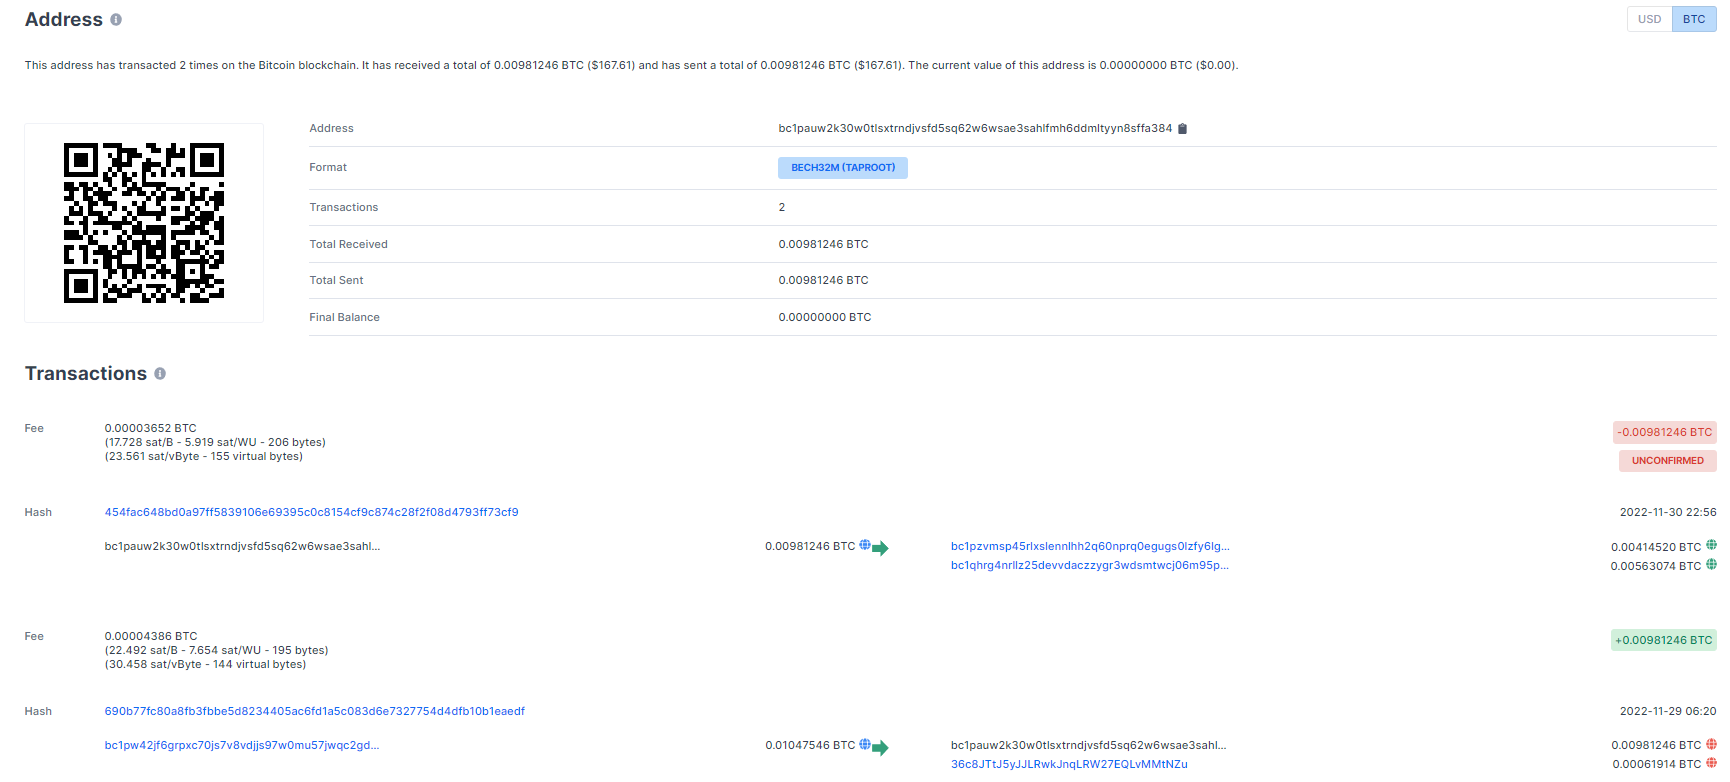 Address
USD BTC
This address has transacted 2 times on the Bitcoin blockchain. It has received a total of 0.00981246 BTC ($167.61) and has sent a total of 0.00981246 BTC ($167.61). The current value of this address is 0.00000000 BTC ($0.00).
Address bc1pauw2k30w0tlsxtrndjvsfd5sq62w6wsae3sahlfmh6ddmltyyn8sffa384
Format BECH32M (TAPROOT)
Transactions 2
Total Received 0.00981246 BTC
Total Sent 0.00981246 BTC
Final Balance 0.00000000 BTC
Transactions
Fee 0.00003652 BTC -0.00981246 BTC
(17.728 sat/B - 5.919 sat/WU - 206 bytes)
(23.561 sat/vByte - 155 virtual bytes) UNCONFIRMED
Hash 454fac648bd0a97ff5839106e69395c0c8154cf9c874c28f2f08d4793ff73cf9 2022-11-30 22:56
bc1pauw2k30w0tlsxtrndjvsfd5sq62w6wsae3sahl... 0.00981246 BTC bc1pzvmsp45rlxslennlhh2q60nprq0egugs0lzfy6lg... 0.00414520 BTC
bc1qhrg4nrllz25devvdaczzygr3wdsmtwcj06m95p... 0.00563074 BTC
Fee 0.00004386 BTC +0.00981246 BTC
(22.492 sat/B - 7.654 sat/WU - 195 bytes)
(30.458 sat/vByte - 144 virtual bytes)
Hash 690b77fc80a8fb3fbbe5d8234405ac6fd1a5c083d6e7327754d4dfb10b1eaedf 2022-11-29 06:20
bc1pw42jf6grpxc70js7v8vdjjs97w0mu57jwqc2gd... 0.01047546 BTC bc1pauw2k30w0tlsxtrndjvsfd5sq62w6wsae3sahl... 0.00981246 BTC
36c8JTtJ5yJJLRwkJnqLRW27EQLvMMtNZu 0.00061914 BTC